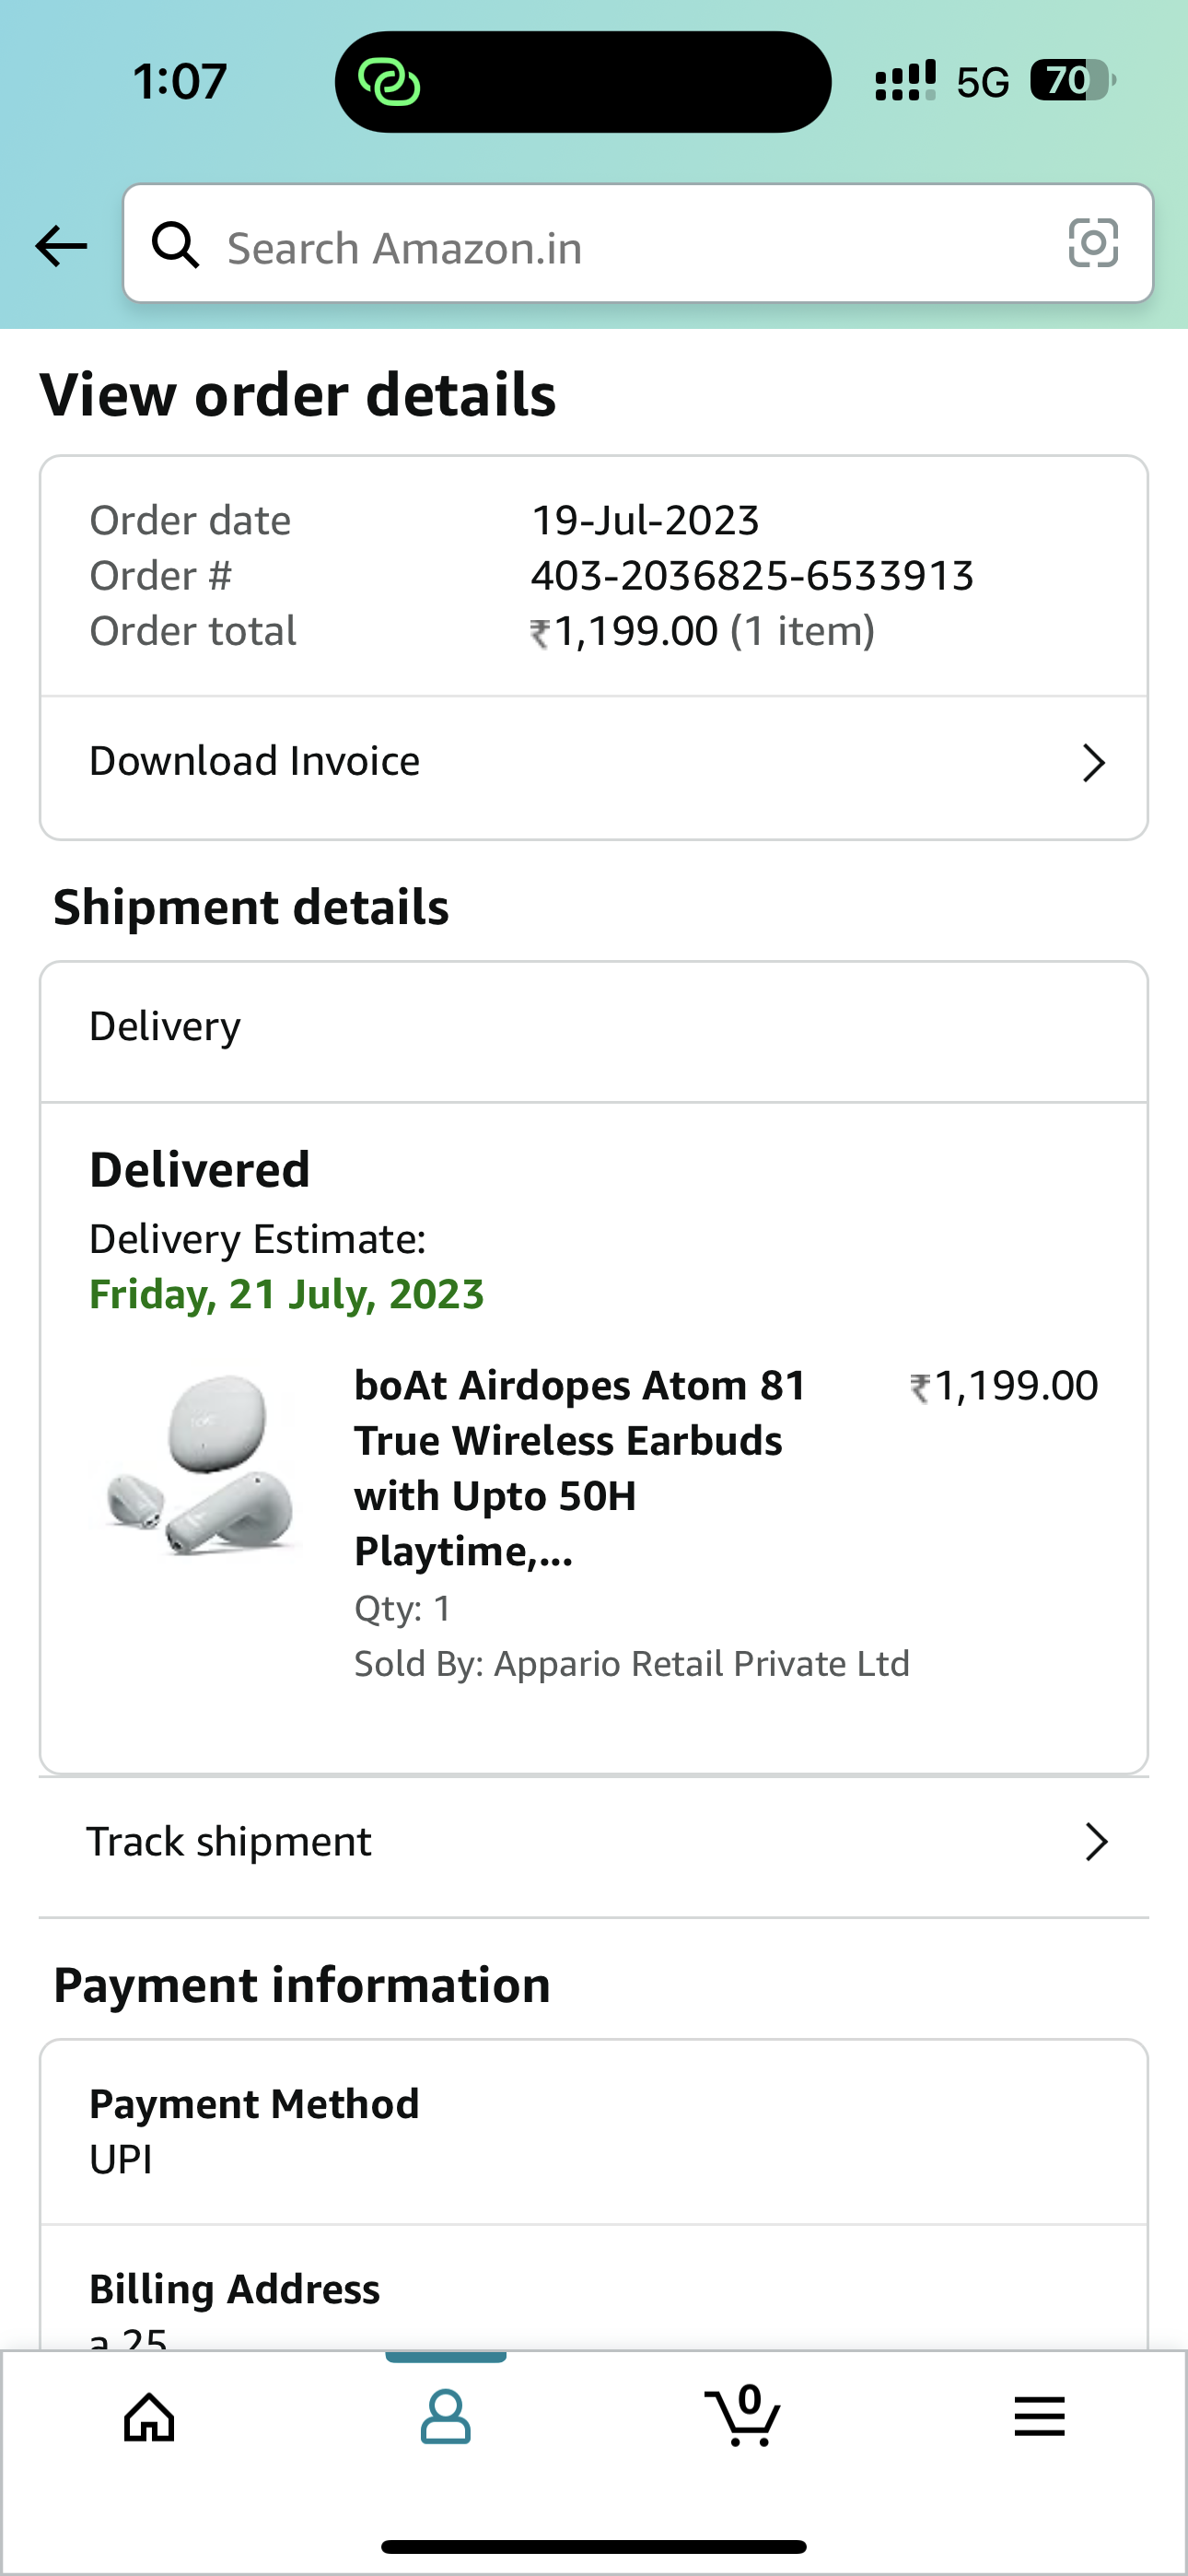 1:07
5G
70
Search Amazon.in
View order details
Order date 19-Jul-2023
Order # 403-2036825-6533913
Order total ₹1,199.00 (1 item)
Download Invoice
Shipment details
Delivery
Delivered
Delivery Estimate:
Friday, 21 July, 2023
boAt Airdopes Atom 81 ₹1,199.00
True Wireless Earbuds
with Upto 50H
Playtime,...
Qty: 1
Sold By: Appario Retail Private Ltd
Track shipment
Payment information
Payment Method
UPI
Billing Address
a 25
0